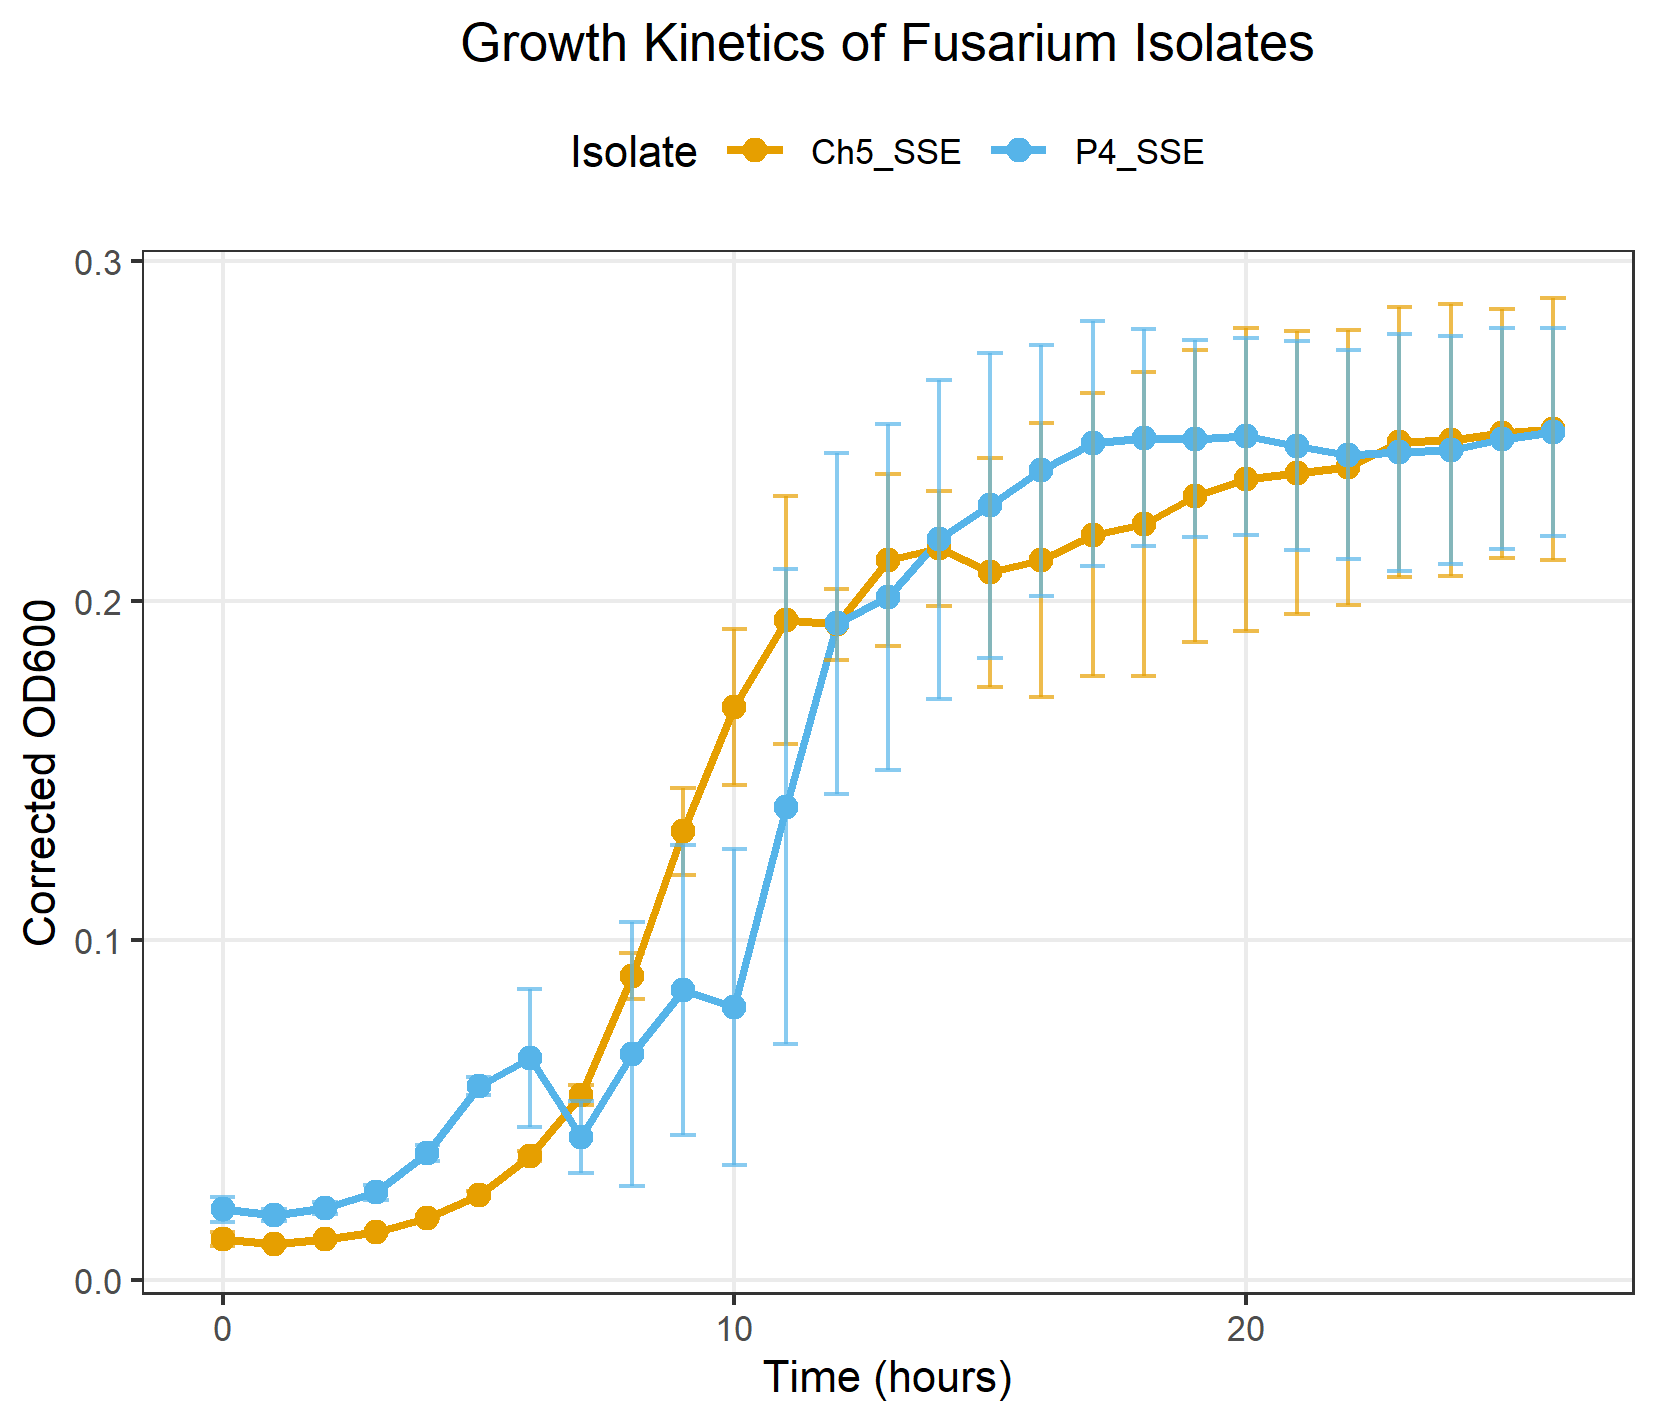 Growth Kinetics of Fusarium Isolates
Isolate Ch5_SSE P4_SSE
0.3
0.2
0.1
0.0
Corrected OD600
0 10 20
Time (hours)